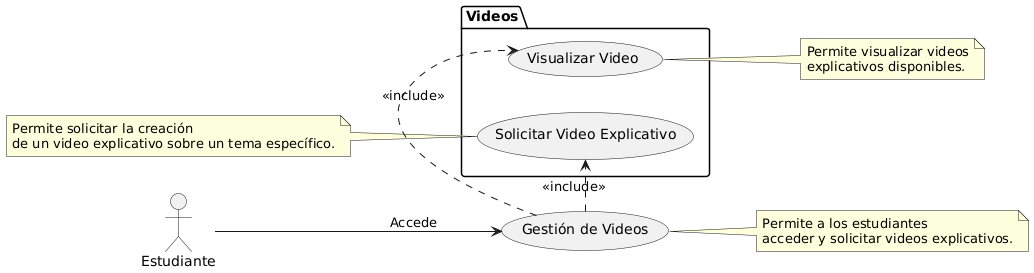 Videos
Visualizar Video
Permite visualizar videos
explicativos disponibles.
«include»
Permite solicitar la creación
de un video explicativo sobre un tema específico.
Solicitar Video Explicativo
«include»
Estudiante
Accede
Gestión de Videos
Permite a los estudiantes
acceder y solicitar videos explicativos.